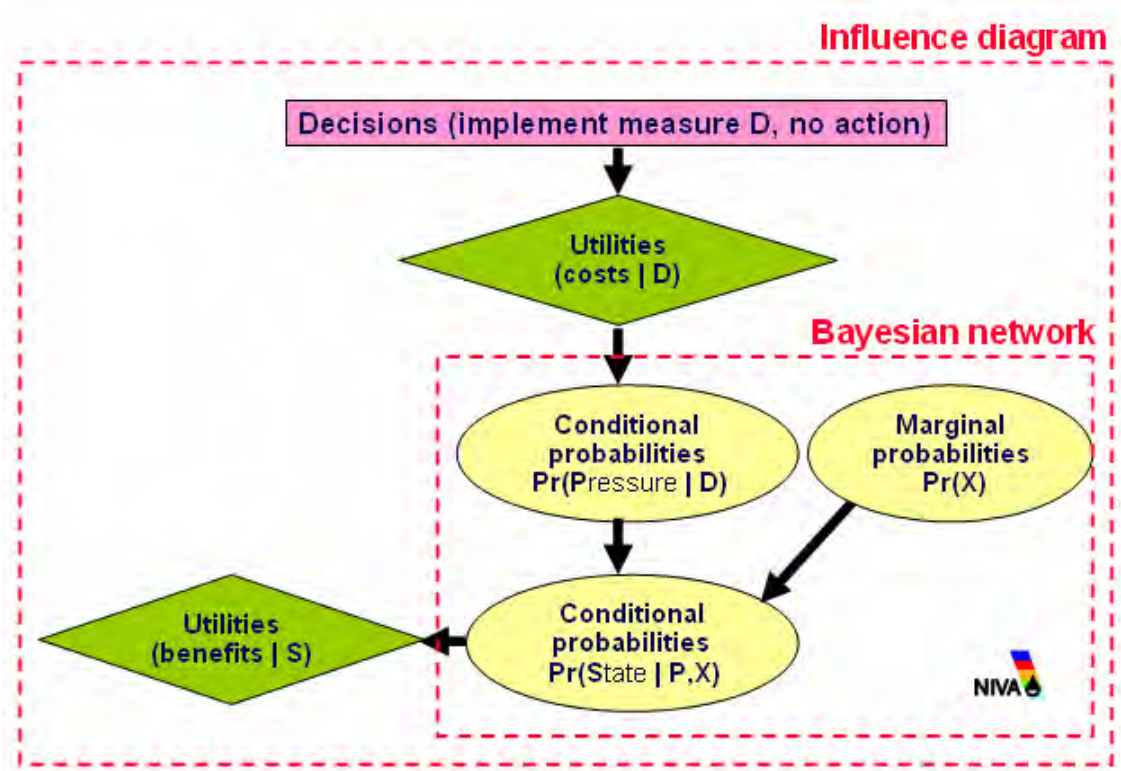 Influence diagram
Decisions (implement measure D, no action)
Utilities
(costs | D)
Bayesian network
Conditional
probabilities
Pr(Pressure | D)
Marginal
probabilities
Pr(X)
Utilities
(benefits | S)
Conditional
probabilities
Pr(State | P,X)
NIVA